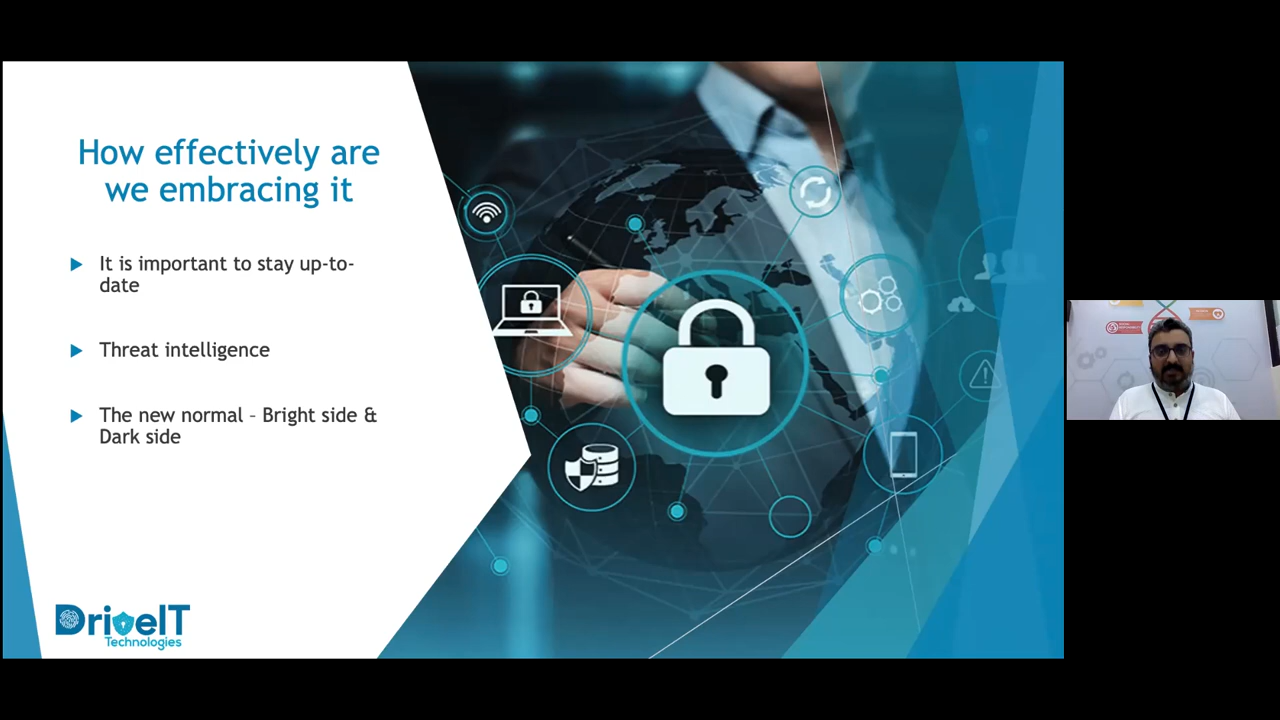 How effectively are
we embracing it
It is important to stay up-to-
date
Threat intelligence
The new normal – Bright side &
Dark side
DriveIT
Technologies